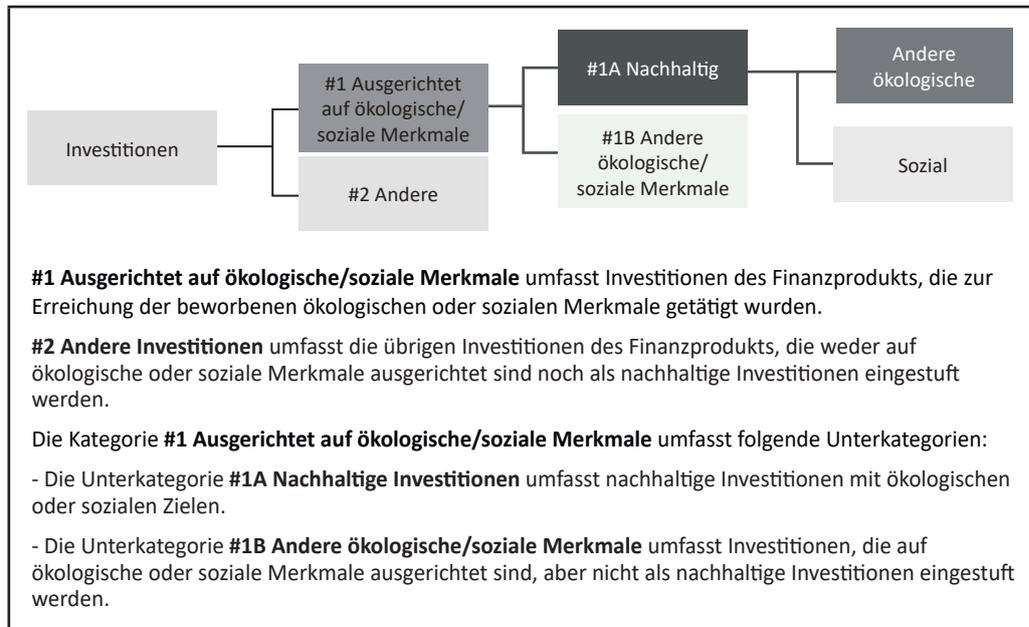 Investitionen
#1 Ausgerichtet
auf ökologische/
soziale Merkmale
#2 Andere
#1A Nachhaltig
#1B Andere
ökologische/
soziale Merkmale
Andere
ökologische
Sozial
#1 Ausgerichtet auf ökologische/soziale Merkmale umfasst Investitionen des Finanzprodukts, die zur
Erreichung der beworbenen ökologischen oder sozialen Merkmale getätigt wurden.
#2 Andere Investitionen umfasst die übrigen Investitionen des Finanzprodukts, die weder auf
ökologische oder soziale Merkmale ausgerichtet sind noch als nachhaltige Investitionen eingestuft
werden.
Die Kategorie #1 Ausgerichtet auf ökologische/soziale Merkmale umfasst folgende Unterkategorien:
- Die Unterkategorie #1A Nachhaltige Investitionen umfasst nachhaltige Investitionen mit ökologischen
oder sozialen Zielen.
- Die Unterkategorie #1B Andere ökologische/soziale Merkmale umfasst Investitionen, die auf
ökologische oder soziale Merkmale ausgerichtet sind, aber nicht als nachhaltige Investitionen eingestuft
werden.